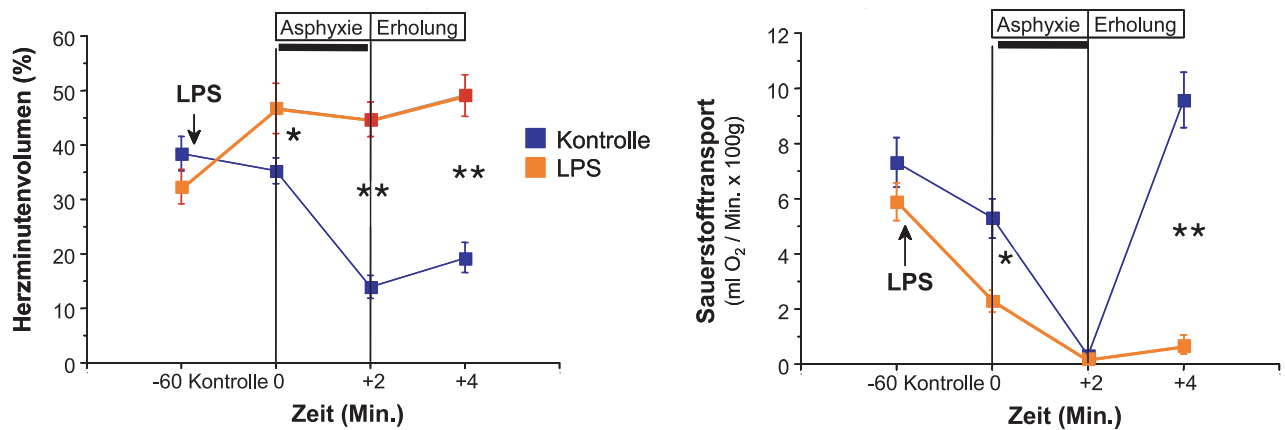 Asphyxie Erholung
60
50
40
30
20
10
0
Herzminutenvolumen (%)
LPS
*
**
**
-60 Kontrolle 0 +2 +4
Zeit (Min.)
Kontrolle
LPS
Asphyxie Erholung
12
10
8
6
4
2
0
Sauerstofftransport
(ml O₂ / Min. x 100g)
LPS
*
**
-60 Kontrolle 0 +2 +4
Zeit (Min.)